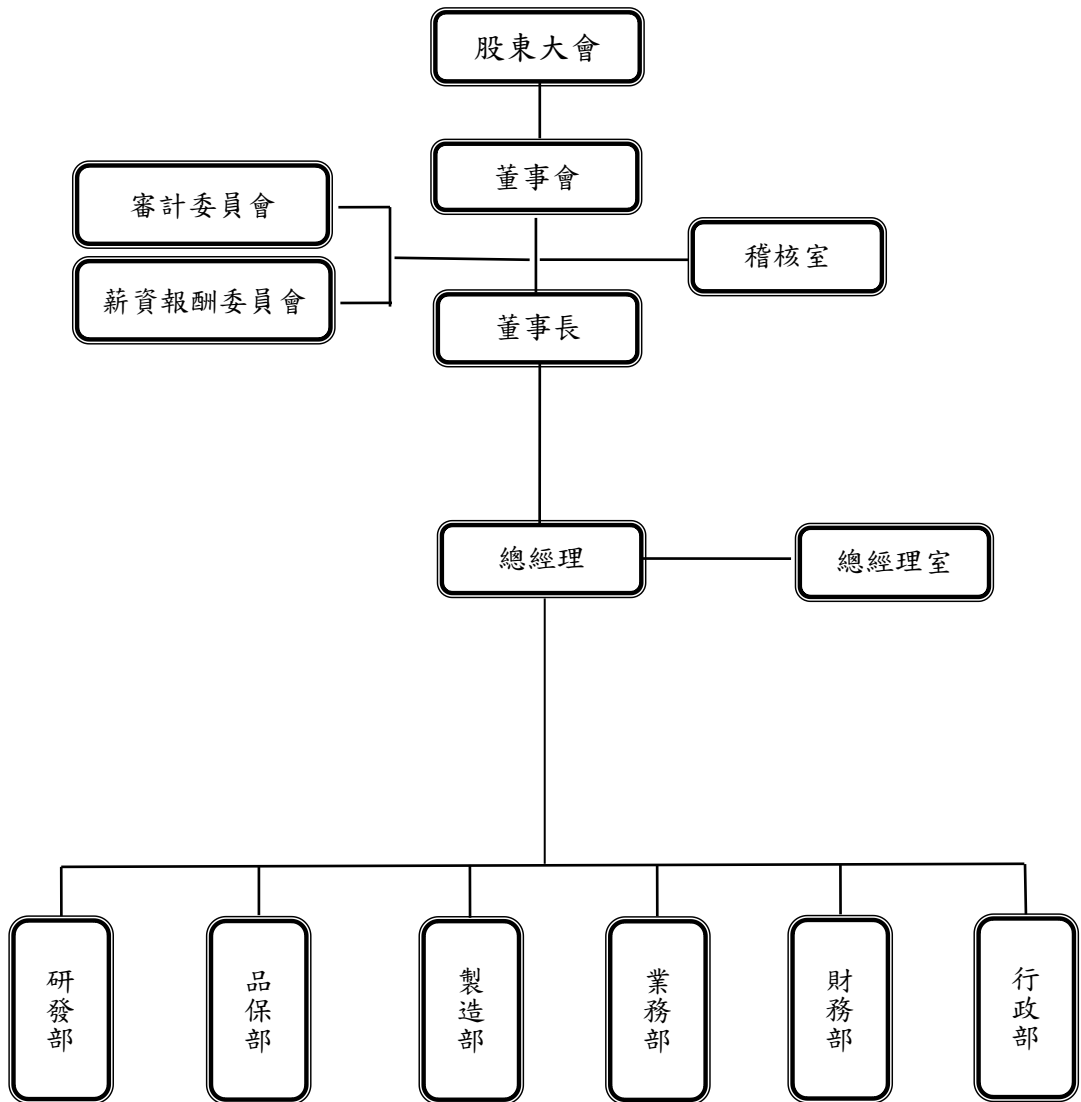 股東大會
董事會
審計委員會
稽核室
薪資報酬委員會
董事長
總經理
總經理室
研發部
品保部
製造部
業務部
財務部
行政部